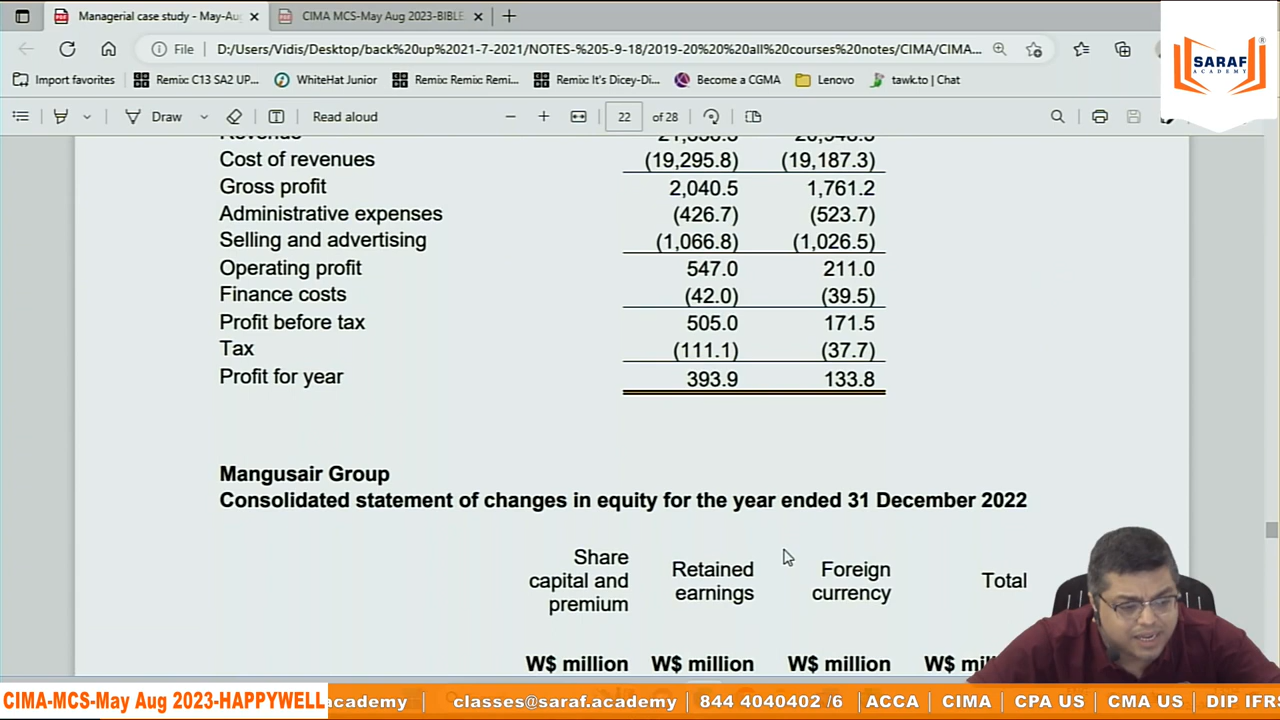 Managerial case study - May-Au
CIMA MCS-May Aug 2023-BIBLE
File
D:/Users/Vidis/Desktop/back%20up%2021-7-2021/NOTES-%205-9-18/2019-20%20%20all%20courses%20notes/CIMA/CIMA...
SARAF
ACADEMY
Import favorites
Remix: C13 SA2 UP...
WhiteHat Junior
Remix: Remix: Remi...
Remix: It's Dicey-Di...
Become a CGMA
Lenovo
tawk.to | Chat
Draw
Read aloud
22 of 28
Revenue
Cost of revenues (19,295.8) (19,187.3)
Gross profit 2,040.5 1,761.2
Administrative expenses (426.7) (523.7)
Selling and advertising (1,066.8) (1,026.5)
Operating profit 547.0 211.0
Finance costs (42.0) (39.5)
Profit before tax 505.0 171.5
Tax (111.1) (37.7)
Profit for year 393.9 133.8
Mangusair Group
Consolidated statement of changes in equity for the year ended 31 December 2022
Share
capital and
premium
Retained
earnings
Foreign
currency
Total
W$ million W$ million W$ million W$ mil
CIMA-MCS-May Aug 2023-HAPPYWELL
academy classes@saraf.academy 844 4040402 /6 ACCA CIMA CPA US CMA US DIP IFRS